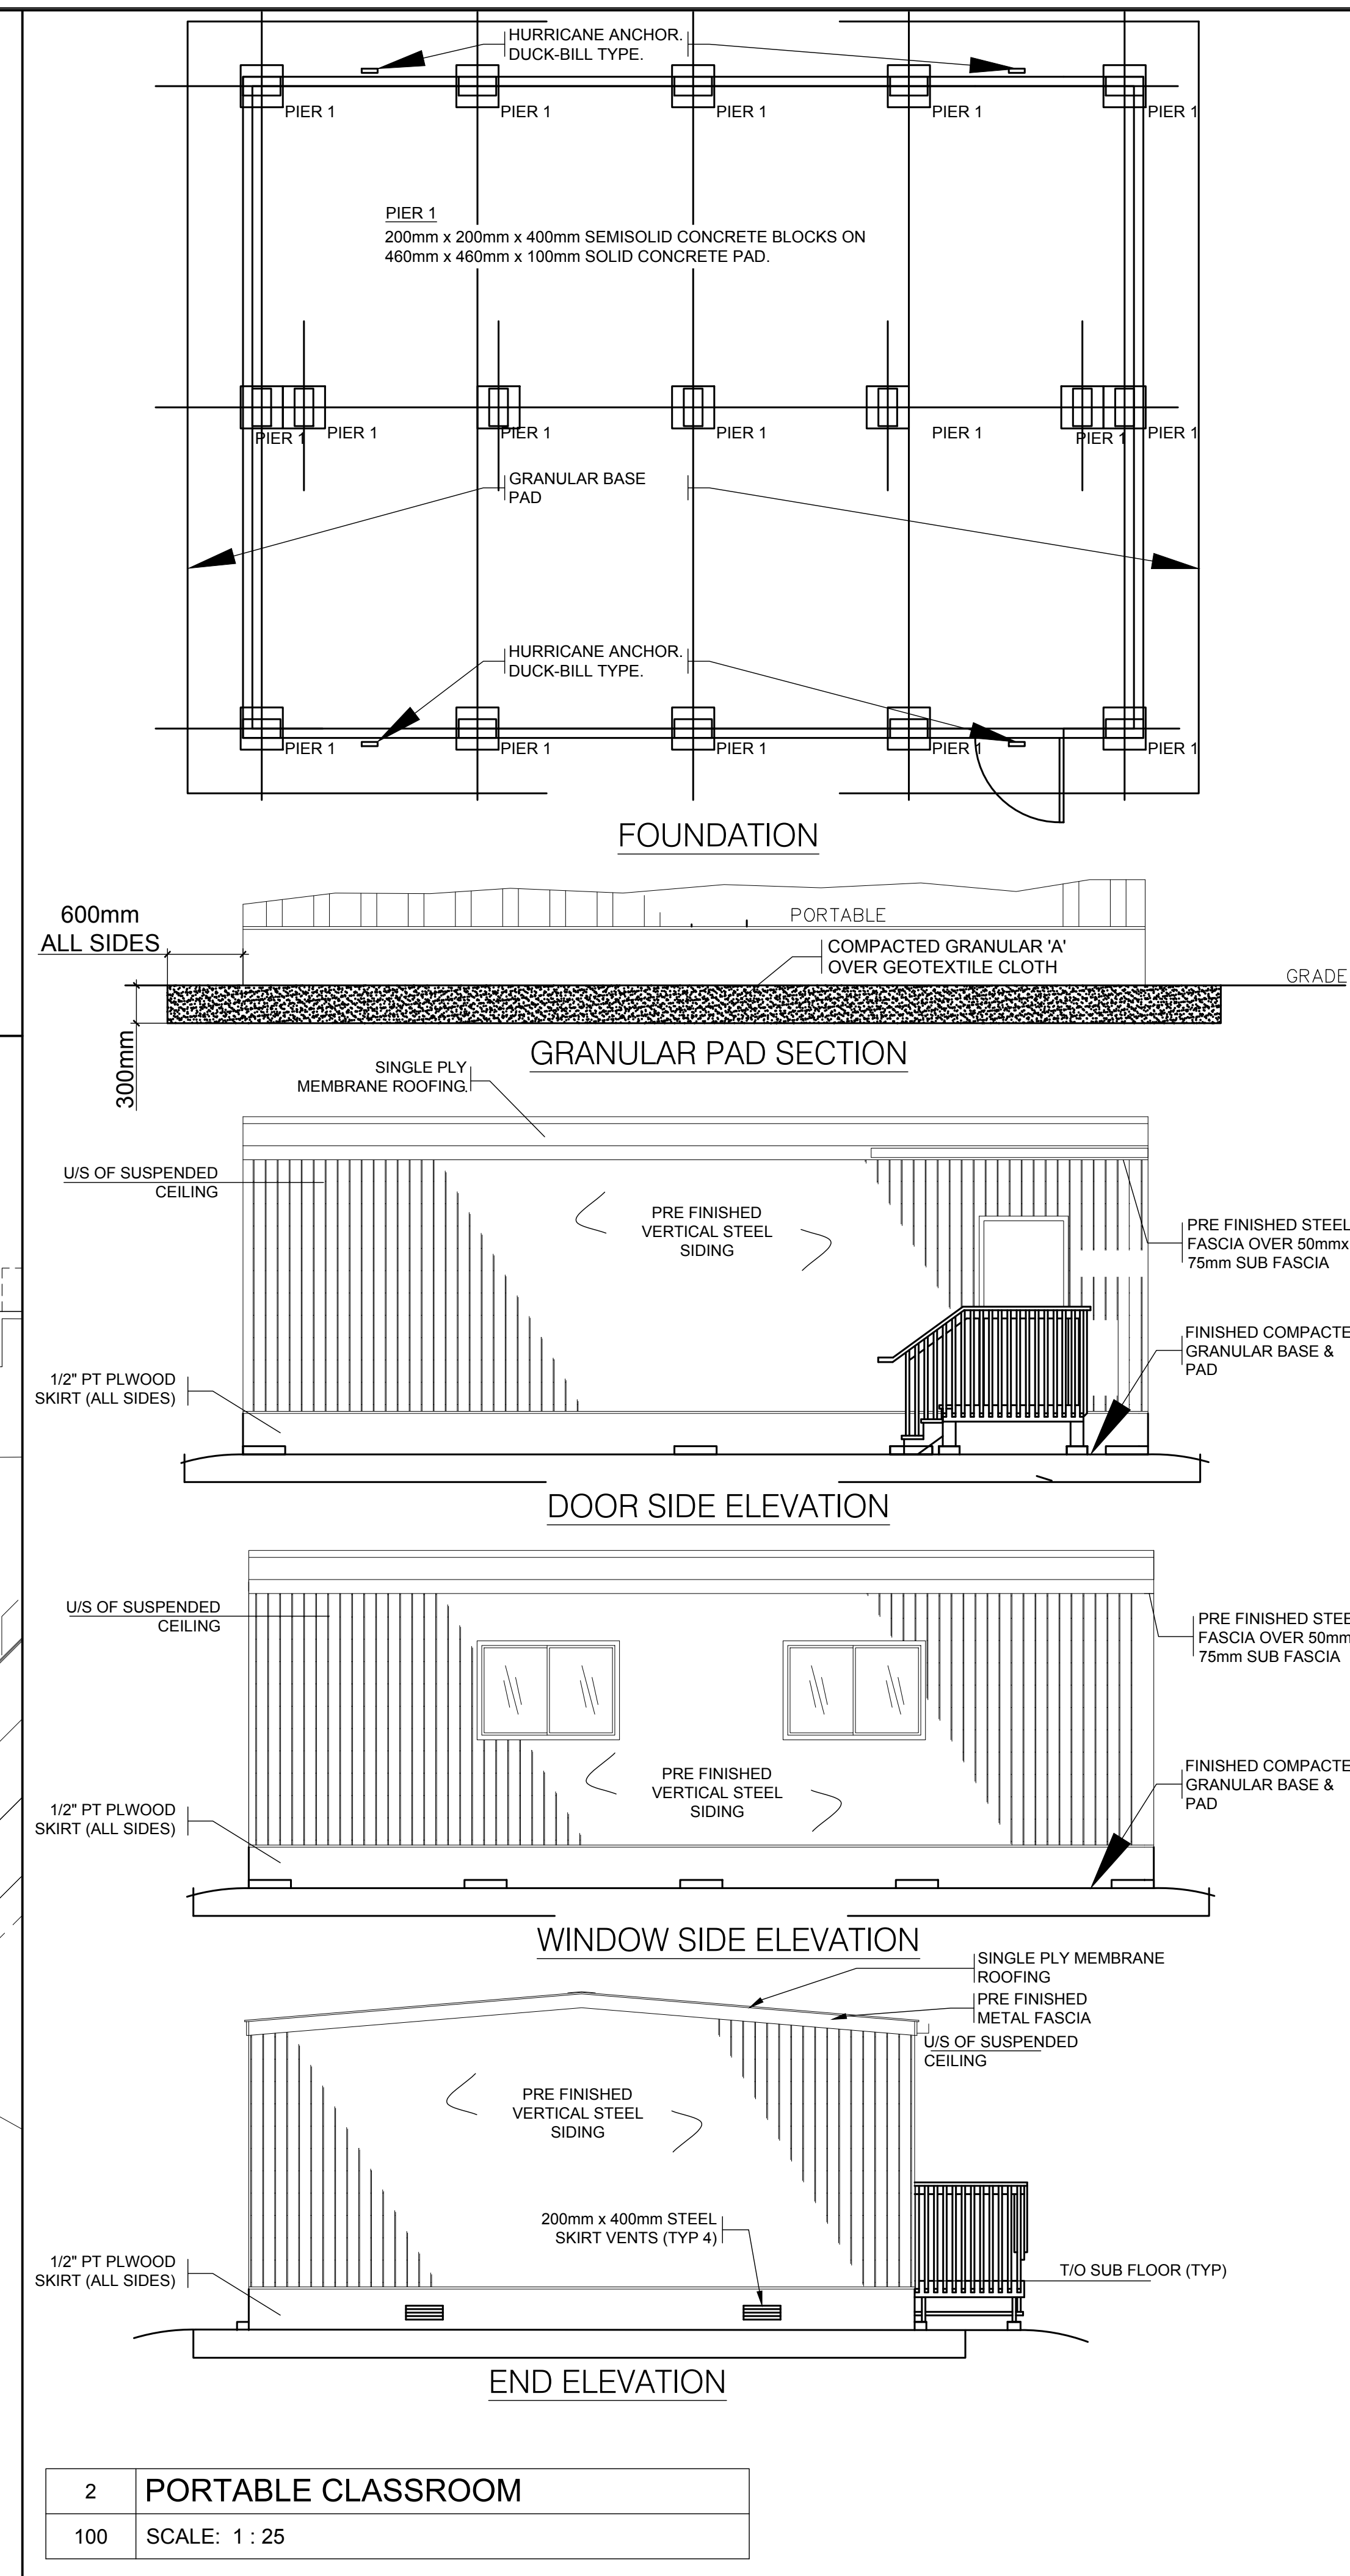 HURRICANE ANCHOR.
DUCK-BILL TYPE.
PIER 1
PIER 1
PIER 1
PIER 1
PIER 1
PIER 1
200mm x 200mm x 400mm SEMISOLID CONCRETE BLOCKS ON
460mm x 460mm x 100mm SOLID CONCRETE PAD.
PIER 1
PIER 1
PIER 1
PIER 1
PIER 1
PIER 1
PIER 1
GRANULAR BASE
PAD
HURRICANE ANCHOR.
DUCK-BILL TYPE.
PIER 1
PIER 1
PIER 1
PIER 1
PIER 1
FOUNDATION
600mm
ALL SIDES
PORTABLE
COMPACTED GRANULAR 'A'
OVER GEOTEXTILE CLOTH
GRADE
300mm
GRANULAR PAD SECTION
SINGLE PLY
MEMBRANE ROOFING.
U/S OF SUSPENDED
CEILING
PRE FINISHED
VERTICAL STEEL
SIDING
PRE FINISHED STEEL
FASCIA OVER 50mmx
75mm SUB FASCIA
FINISHED COMPACTE
GRANULAR BASE &
PAD
1/2" PT PLWOOD
SKIRT (ALL SIDES)
DOOR SIDE ELEVATION
U/S OF SUSPENDED
CEILING
PRE FINISHED STEE
FASCIA OVER 50mm
75mm SUB FASCIA
PRE FINISHED
VERTICAL STEEL
SIDING
FINISHED COMPACTE
GRANULAR BASE &
PAD
1/2" PT PLWOOD
SKIRT (ALL SIDES)
WINDOW SIDE ELEVATION
SINGLE PLY MEMBRANE
ROOFING
PRE FINISHED
METAL FASCIA
U/S OF SUSPENDED
CEILING
PRE FINISHED
VERTICAL STEEL
SIDING
200mm x 400mm STEEL
SKIRT VENTS (TYP 4)
1/2" PT PLWOOD
SKIRT (ALL SIDES)
T/O SUB FLOOR (TYP)
END ELEVATION
2 PORTABLE CLASSROOM
100 SCALE: 1 : 25